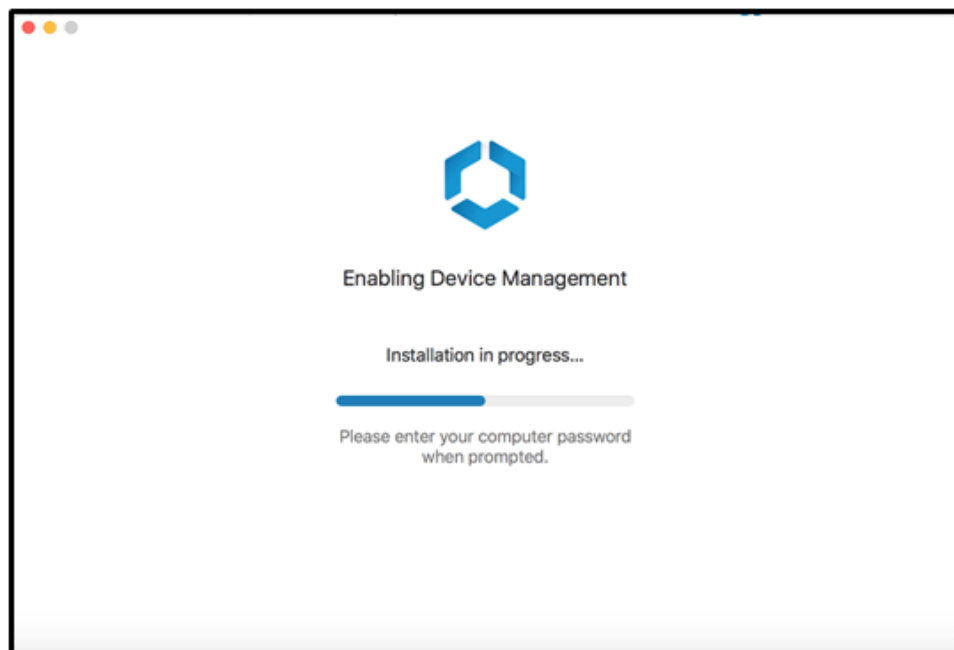 Enabling Device Management
Installation in progress...
Please enter your computer password
when prompted.